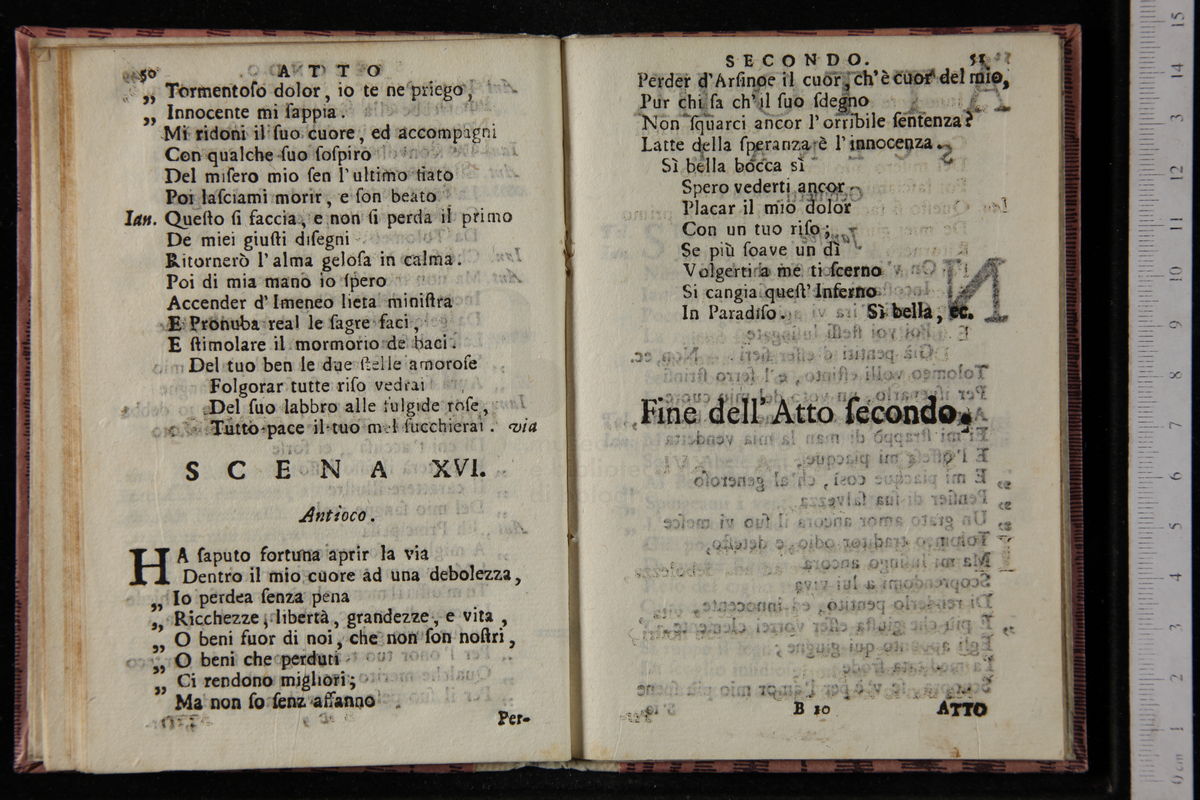 50 ATTO
„ Tormentoſo dolor, io te ne priego,
„ Innocente mi ſappia.
Mi ridoni il ſuo cuore, ed accompagni
Con qualche ſuo ſoſpiro
Del miſero mio ſen l'ultimo fiato
Poi laſciami morir, e ſon beato
Ian. Queſto ſi faccia, e non ſi perda il primo
De miei giuſti diſegni
Ritornerò l'alma geloſa in calma.
Poi di mia mano io ſpero
Accender d'Imeneo lieta miniſtra
E Pronuba real le ſagre faci,
E ſtimolare il mormorio de baci.
Del tuo ben le due ſtelle amoroſe
Folgorar tutte riſo vedrai
Del ſuo labbro alle fulgide roſe,
Tutto pace il tuo mel ſucchierai. via
SCENA XVI.
Antioco.
HA ſaputo fortuna aprir la via
Dentro il mio cuore ad una debolezza,
„ Io perdea ſenza pena
„ Ricchezze, libertà, grandezze, e vita,
„ O beni fuor di noi, che non ſon noſtri,
„ O beni che perduti
„ Ci rendono migliori;
Ma non ſo ſenz affanno
Per-
SECONDO. 51
Perder d'Arſinoe il cuor, ch'è cuor del mio,
Pur chi ſa ch'il ſuo ſdegno
Non ſquarci ancor l'orribile ſentenza?
Latte della ſperanza è l'innocenza.
Sì bella bocca sì
Spero vederti ancor
Placar il mio dolor
Con un tuo riſo;
Se più ſoave un dì
Volgerti a me ti ſcerno
Si cangia queſt'Inferno
In Paradiſo. Sì bella, ec.
Fine dell'Atto ſecondo.
B 10 ATTO